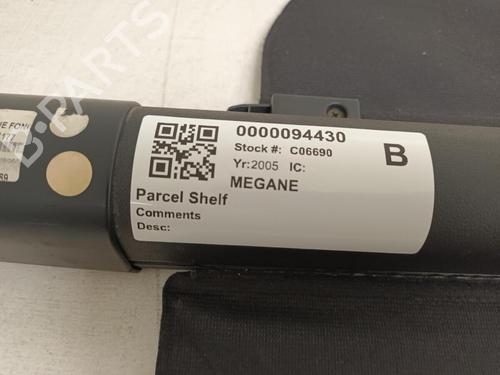 0000094430
Stock #: C06690
B
Yr:2005 IC:
MEGANE
Parcel Shelf
Comments
Desc:
B-PARTS